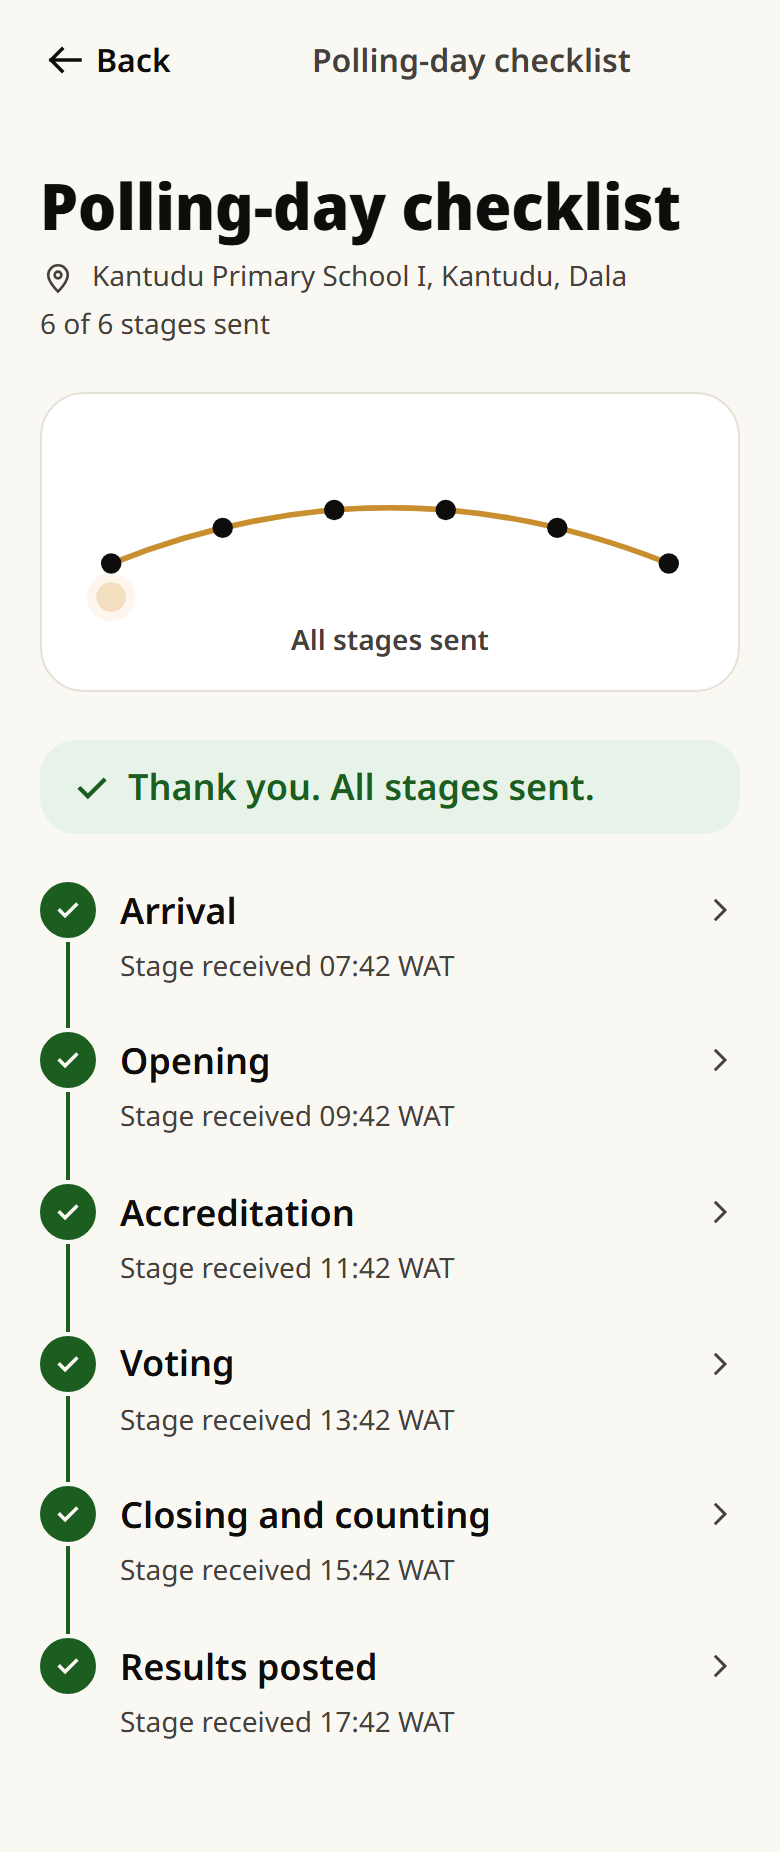 Back
Polling-day checklist
Polling-day checklist
Kantudu Primary School I, Kantudu, Dala
6 of 6 stages sent
All stages sent
Thank you. All stages sent.
Arrival
Stage received 07:42 WAT
Opening
Stage received 09:42 WAT
Accreditation
Stage received 11:42 WAT
Voting
Stage received 13:42 WAT
Closing and counting
Stage received 15:42 WAT
Results posted
Stage received 17:42 WAT